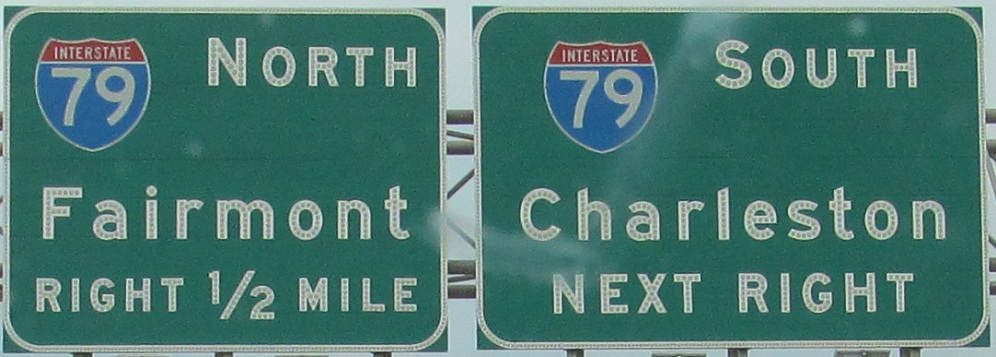 INTERSTATE
79
NORTH
Fairmont
RIGHT 1/2 MILE
INTERSTATE
79
SOUTH
Charleston
NEXT RIGHT